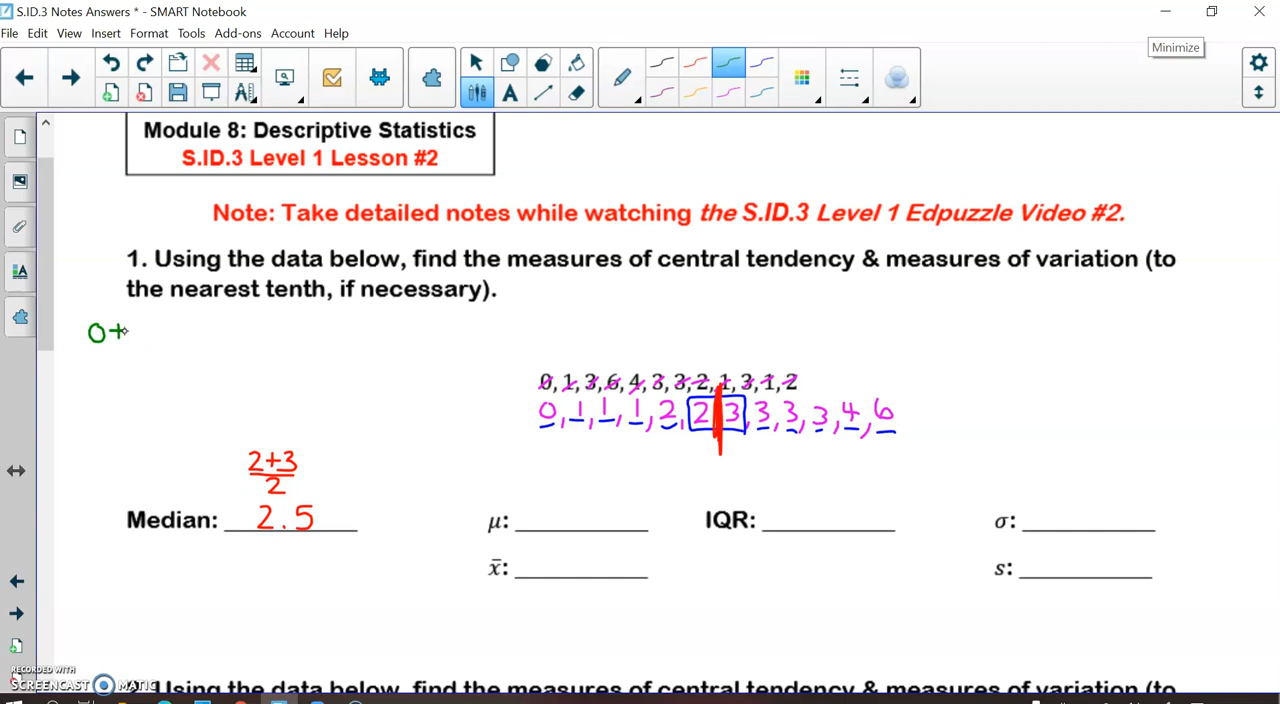 S.ID.3 Notes Answers * - SMART Notebook
File Edit View Insert Format Tools Add-ons Account Help
Minimize
Module 8: Descriptive Statistics
S.ID.3 Level 1 Lesson #2
Note: Take detailed notes while watching the S.ID.3 Level 1 Edpuzzle Video #2.
1. Using the data below, find the measures of central tendency & measures of variation (to
the nearest tenth, if necessary).
0+
0, 1, 3, 6, 4, 3, 3, 2, 1, 3, 1, 2
0, 1, 1, 1, 2, 2 3, 3, 3, 3, 4, 6
2+3
2
Median: 2.5 μ: IQR: σ:
x̄: s:
RECORDED WITH
SCREENCAST MATIC
Using the data below, find the measures of central tendency & measures of variation (to